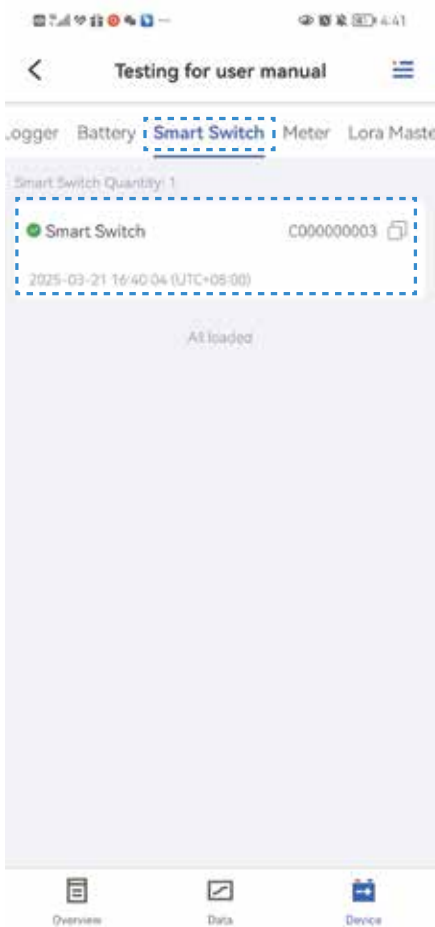 4:41
Testing for user manual
Logger Battery Smart Switch Meter Lora Maste
Smart Switch Quantity: 1
Smart Switch C000000003
2025-03-21 16:40:04 (UTC+08:00)
All loaded
Overview Data Device